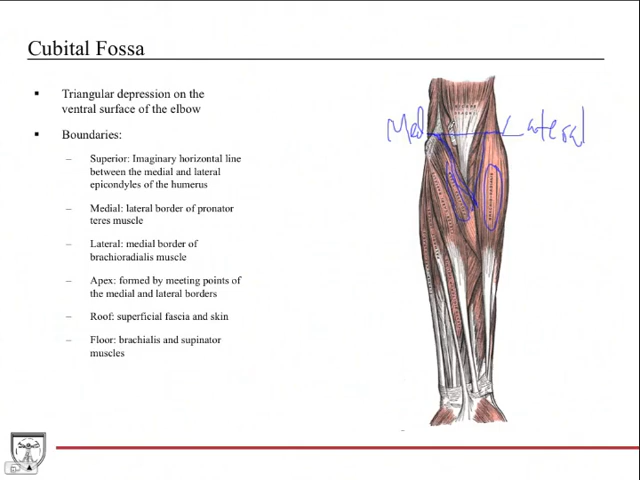 Cubital Fossa
Triangular depression on the
ventral surface of the elbow
Boundaries:
Superior: Imaginary horizontal line
between the medial and lateral
epicondyles of the humerus
Medial: lateral border of pronator
teres muscle
Lateral: medial border of
brachioradialis muscle
Apex: formed by meeting points of
the medial and lateral borders
Roof: superficial fascia and skin
Floor: brachialis and supinator
muscles
Med
Lateral